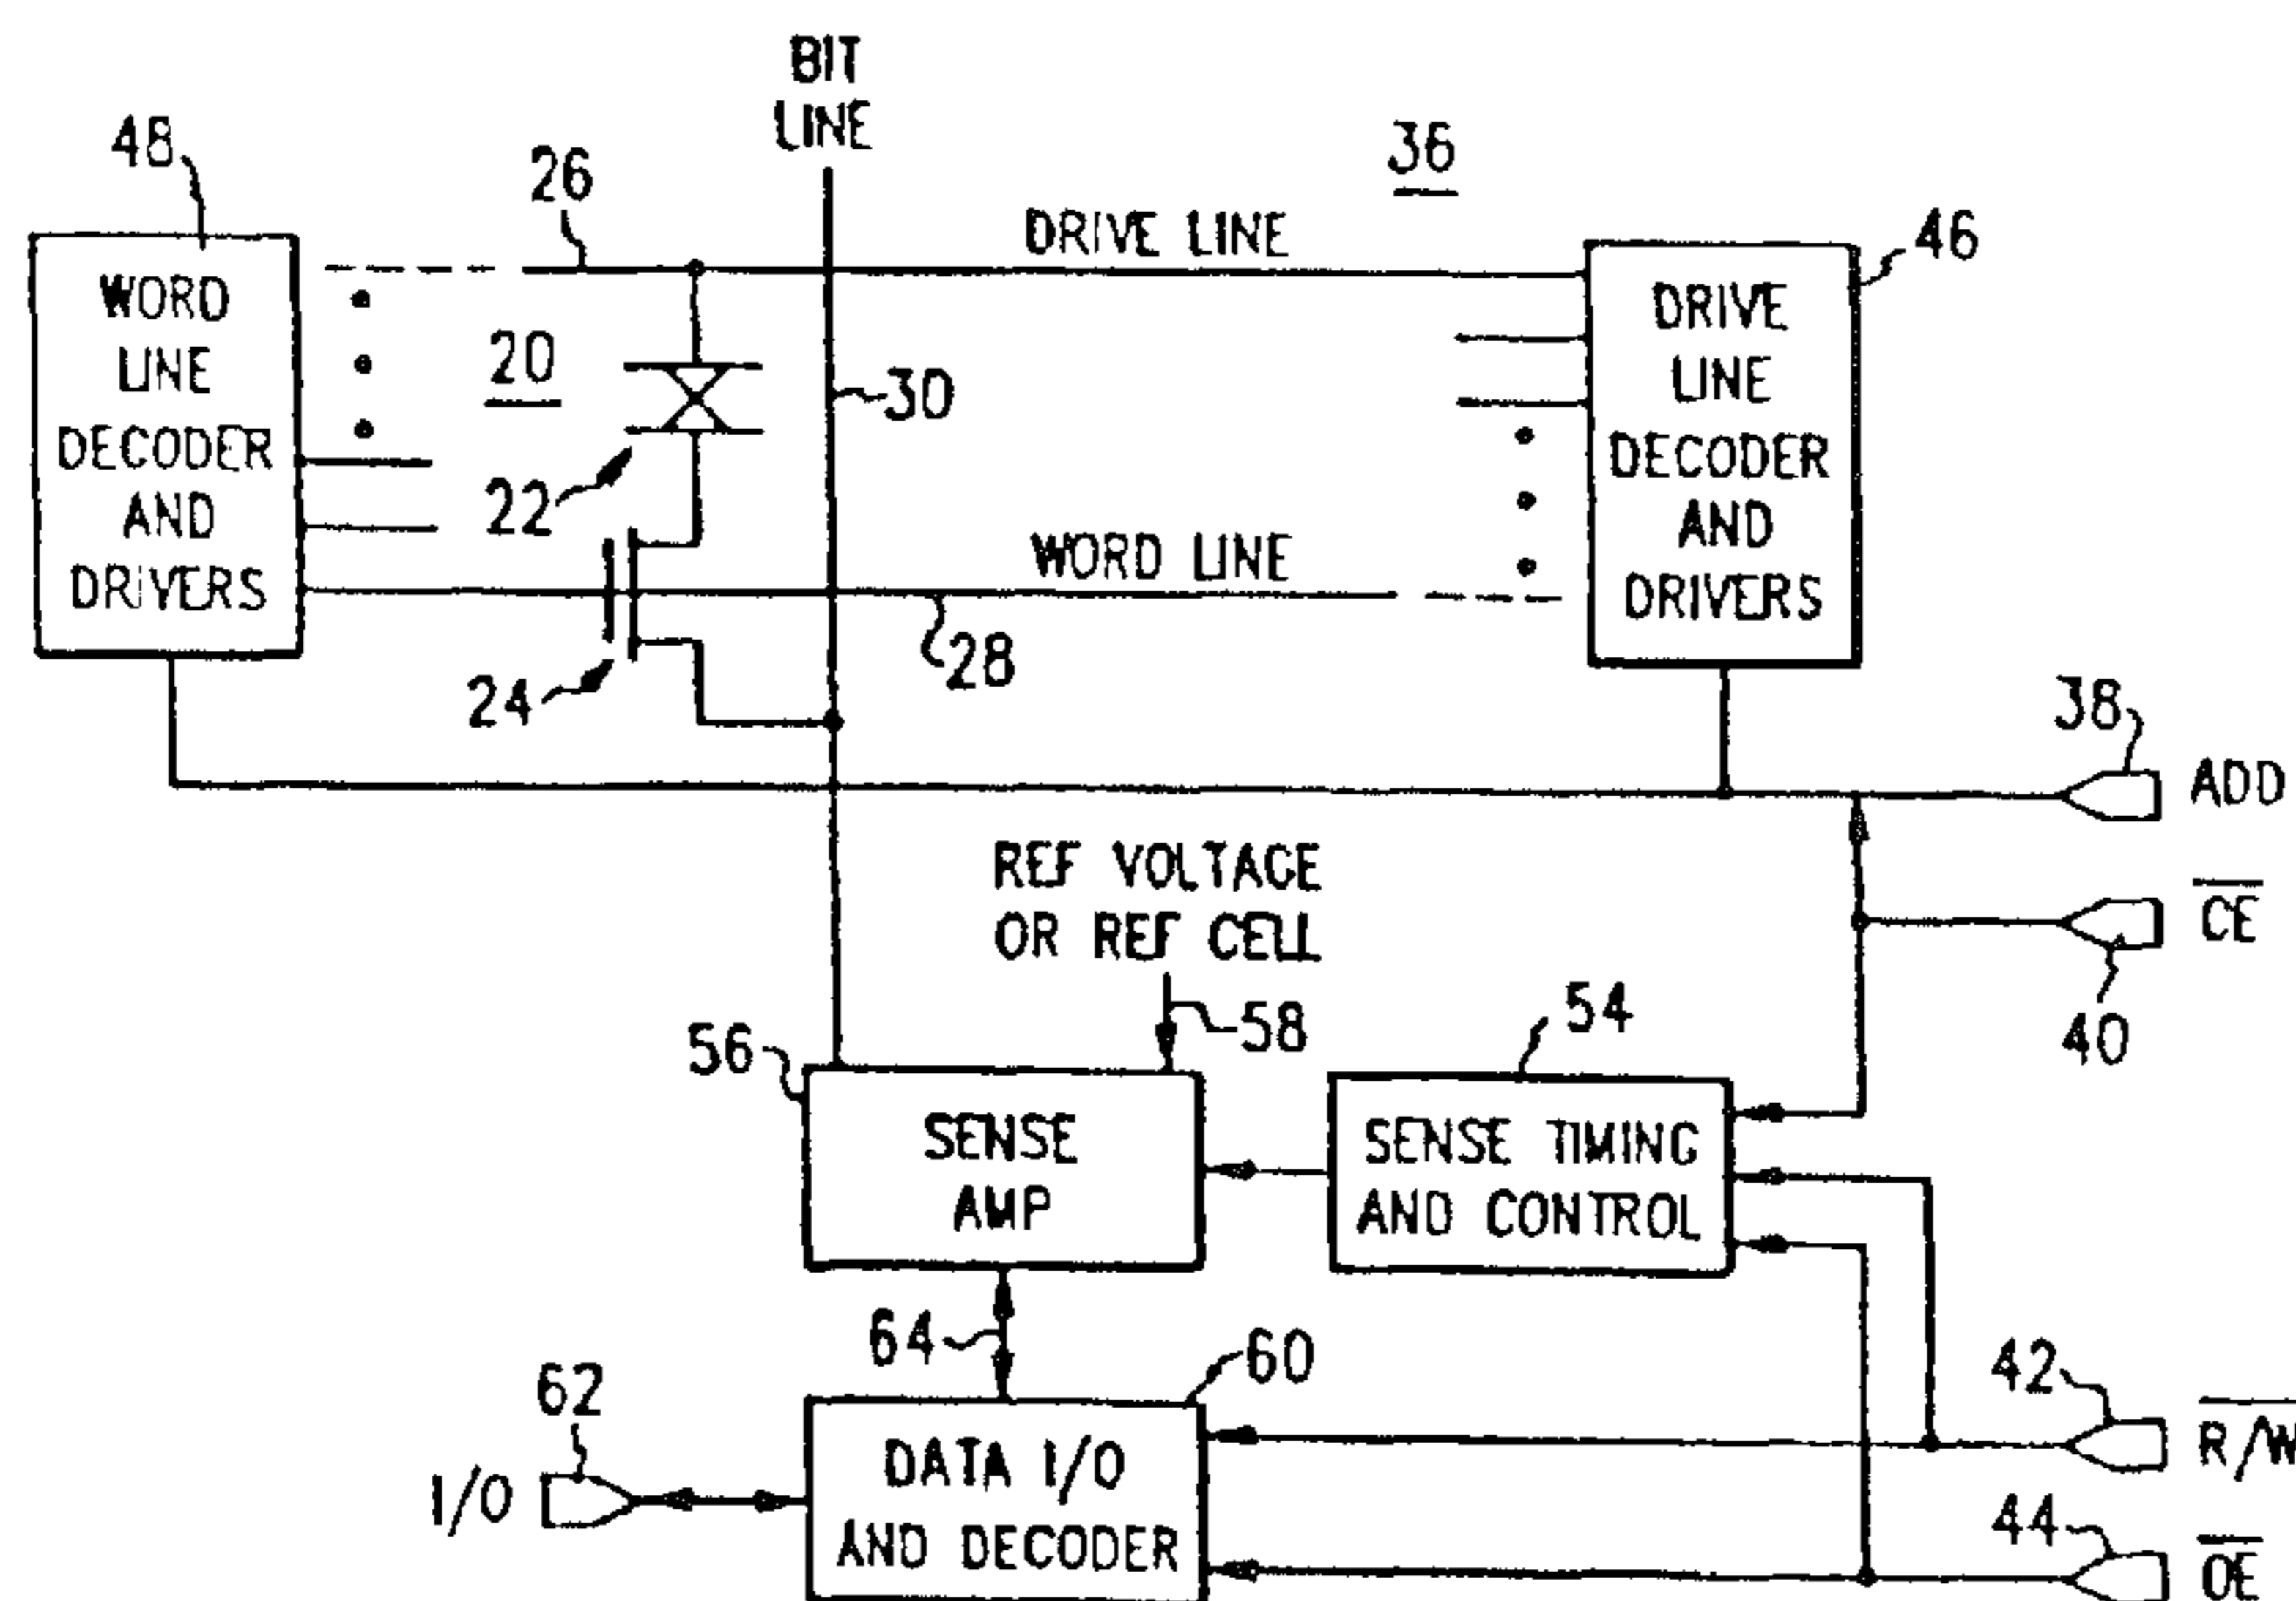 BIT
LINE
48
26
36
DRIVE LINE
46
WORD
LINE
DECODER
AND
DRIVERS
20
30
DRIVE
LINE
DECODER
AND
DRIVERS
22
WORD LINE
28
24
38
ADD
REF VOLTAGE
OR REF CELL
CE
58
54
40
56
SENSE
AMP
SENSE TIMING
AND CONTROL
64
60
62
42
DATA I/O
AND DECODER
R/W
I/O
44
OE